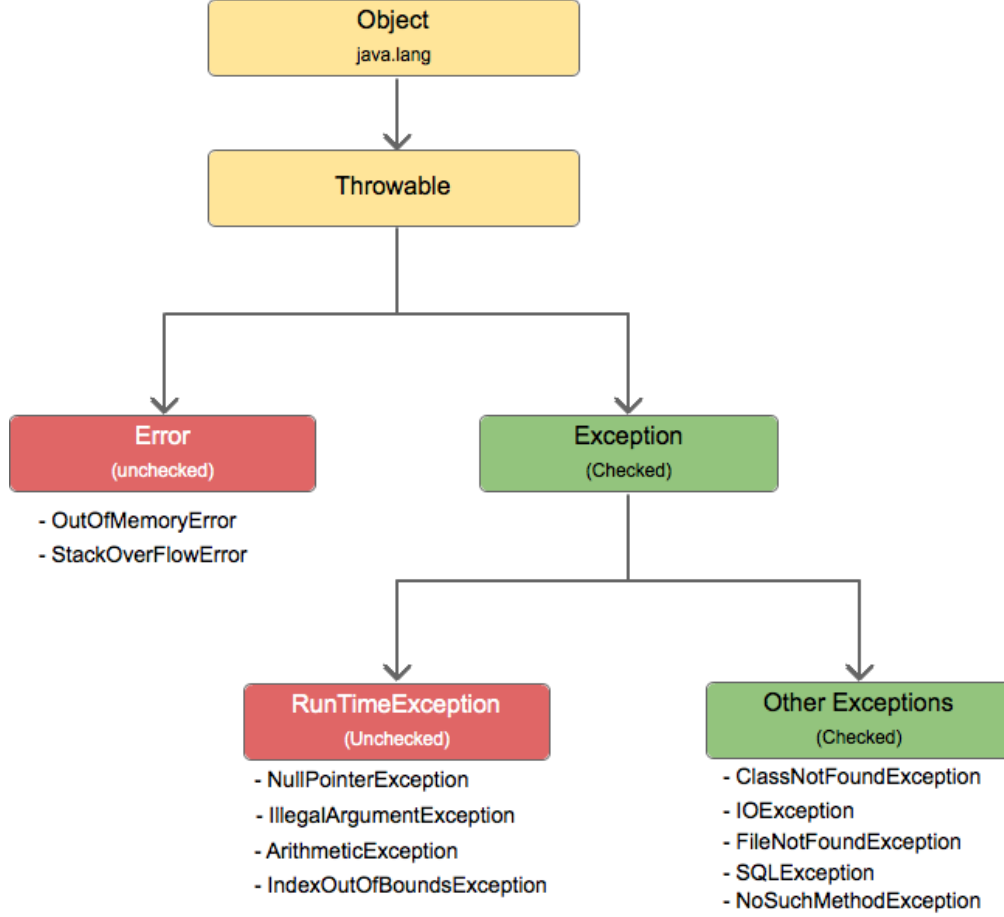 Object
java.lang
Throwable
Error
(unchecked)
- OutOfMemoryError
- StackOverFlowError
Exception
(Checked)
RunTimeException
(Unchecked)
- NullPointerException
- IllegalArgumentException
- ArithmeticException
- IndexOutOfBoundsException
Other Exceptions
(Checked)
- ClassNotFoundException
- IOException
- FileNotFoundException
- SQLException
- NoSuchMethodException